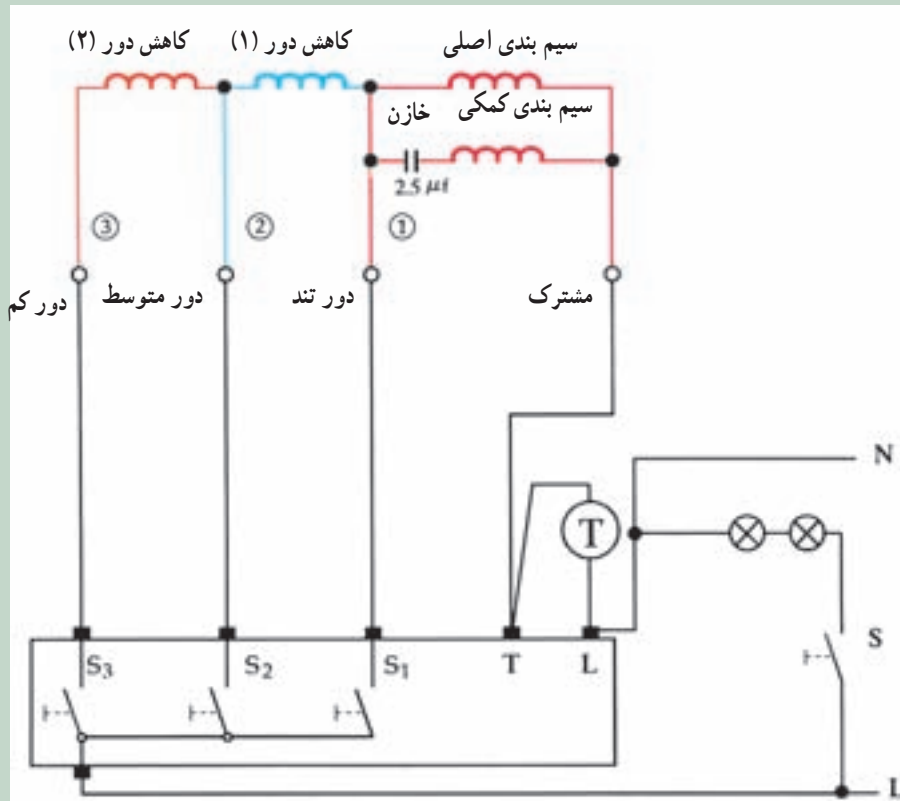 سیم بندی اصلی
کاهش دور (۱)
کاهش دور (۲)
سیم بندی کمکی
خازن
2.5 µf
①
②
③
مشترک
دور تند
دور متوسط
دور کم
N
T
S
S3
S2
S1
T
L
L